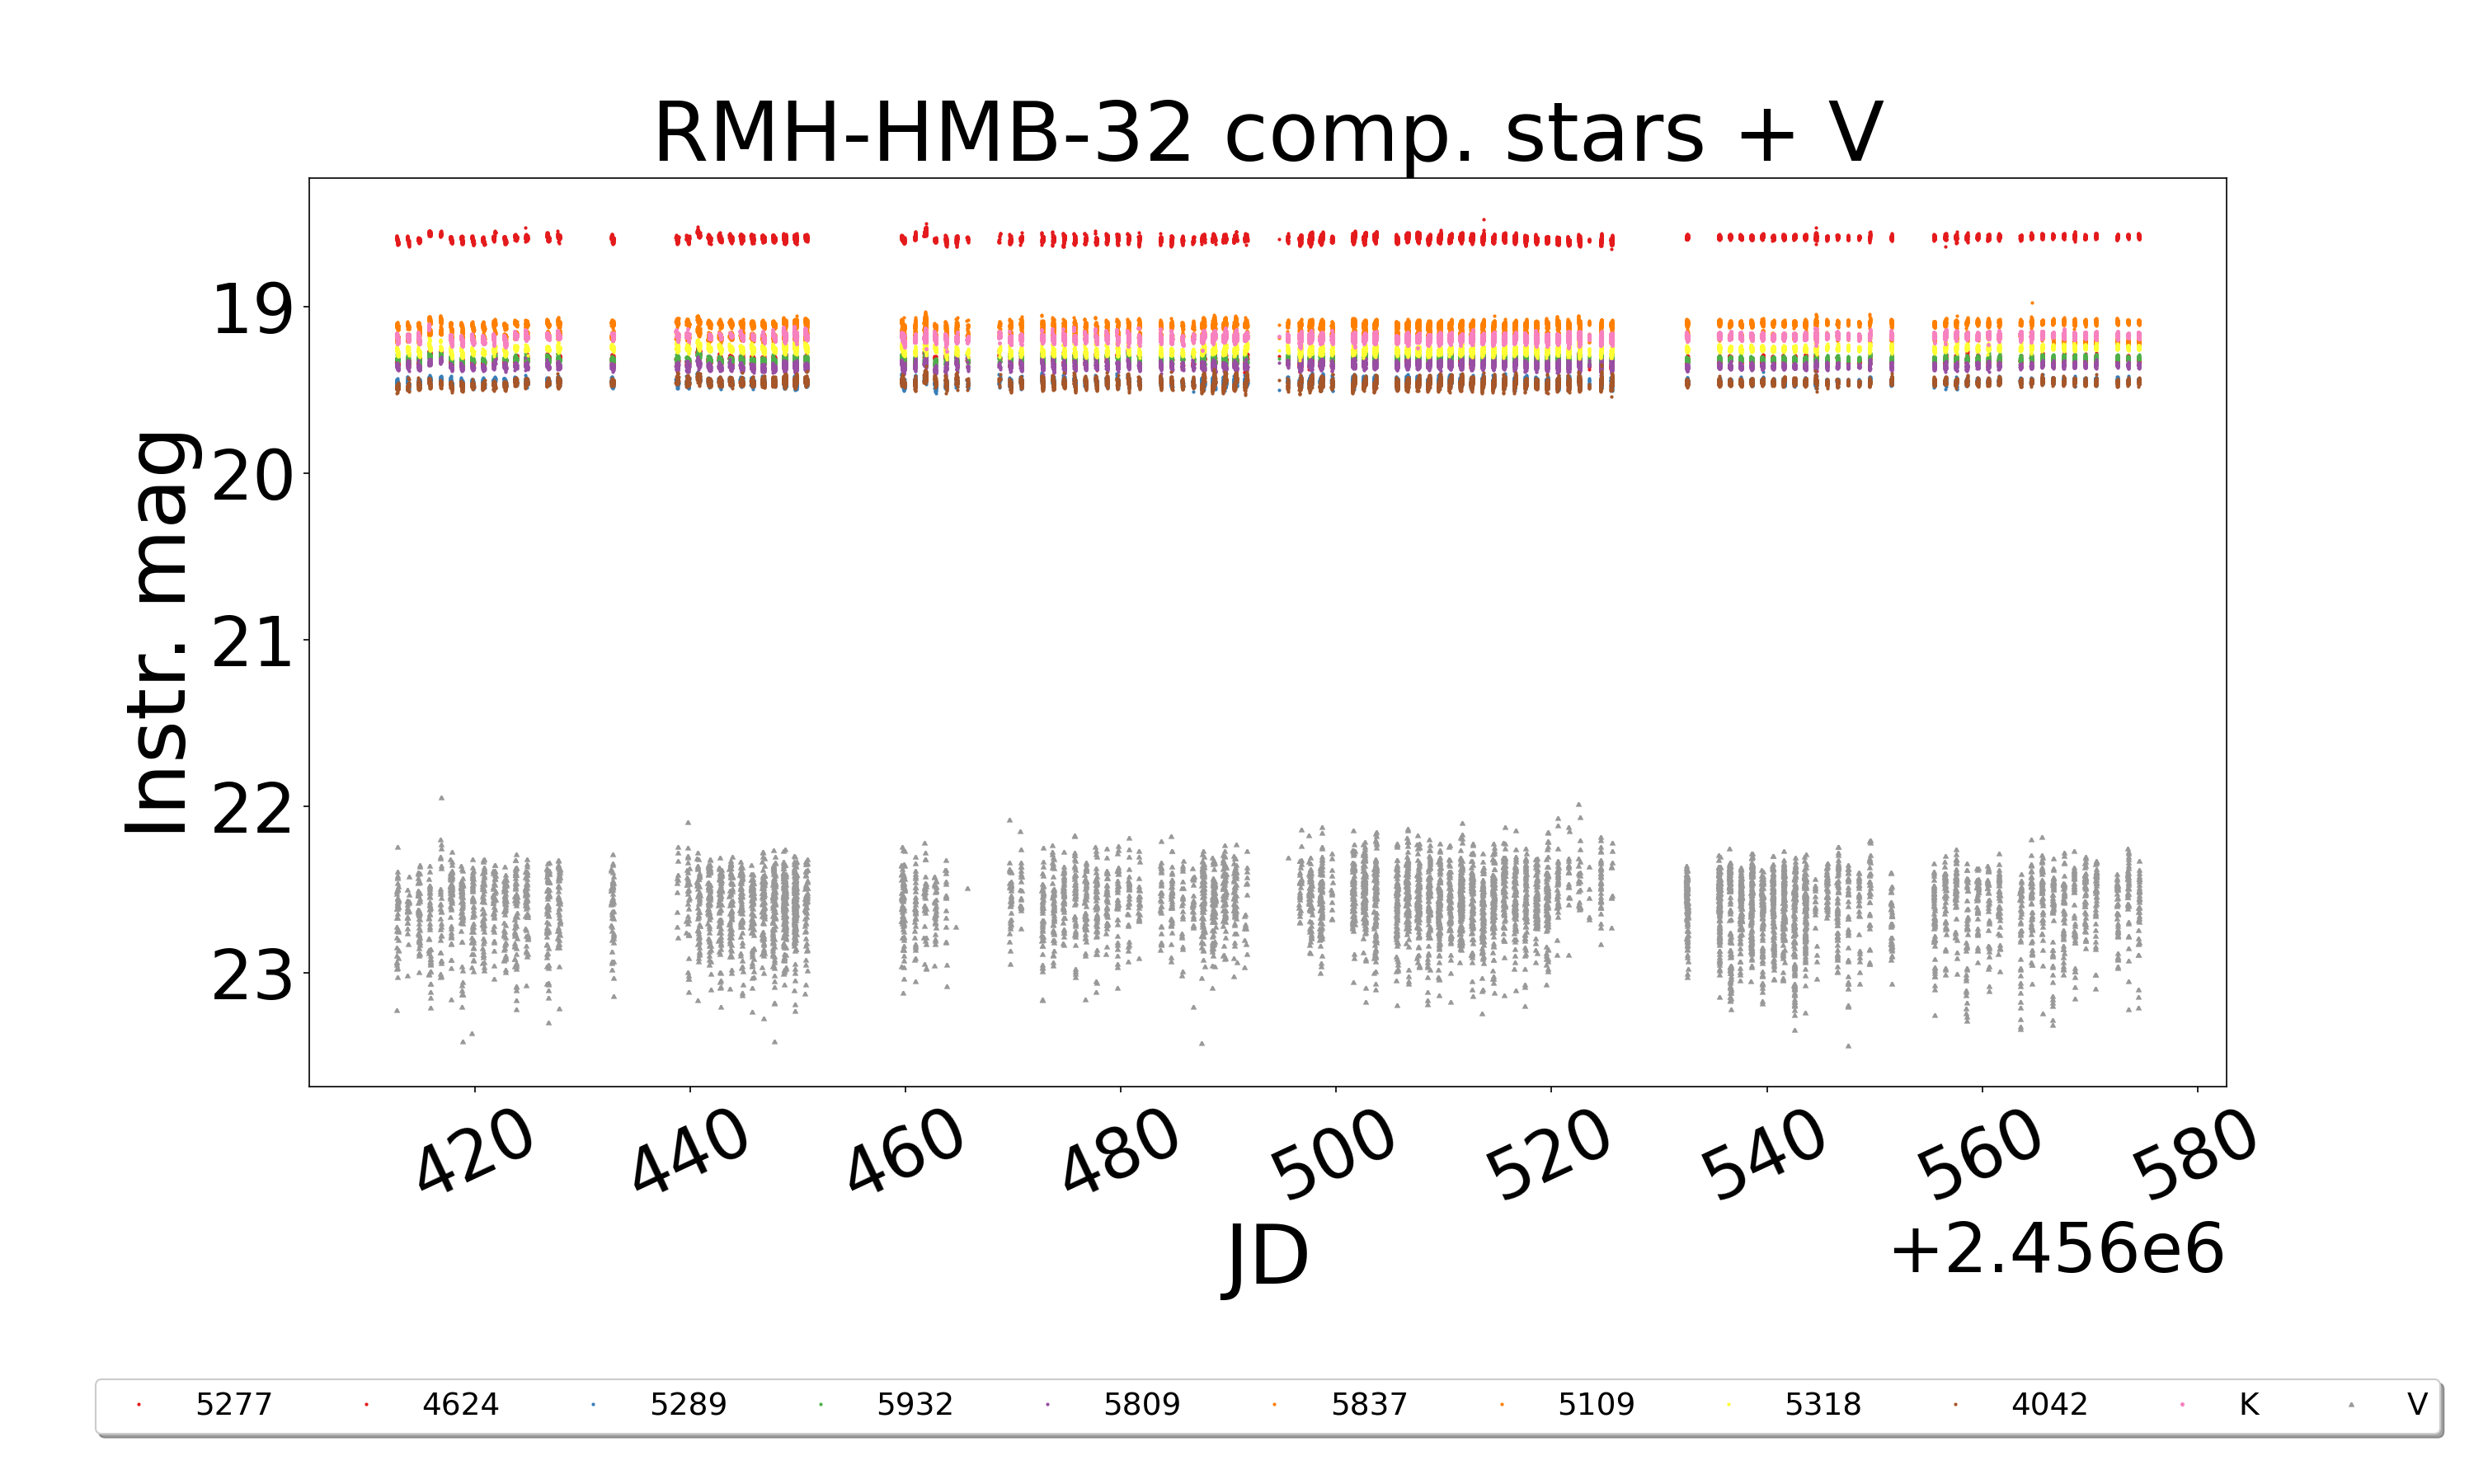 RMH-HMB-32 comp. stars + V
Instr. mag
19
20
21
22
23
420 440 460 480 500 520 540 560 580
JD
+2.456e6
5277 4624 5289 5932 5809 5837 5109 5318 4042 K V